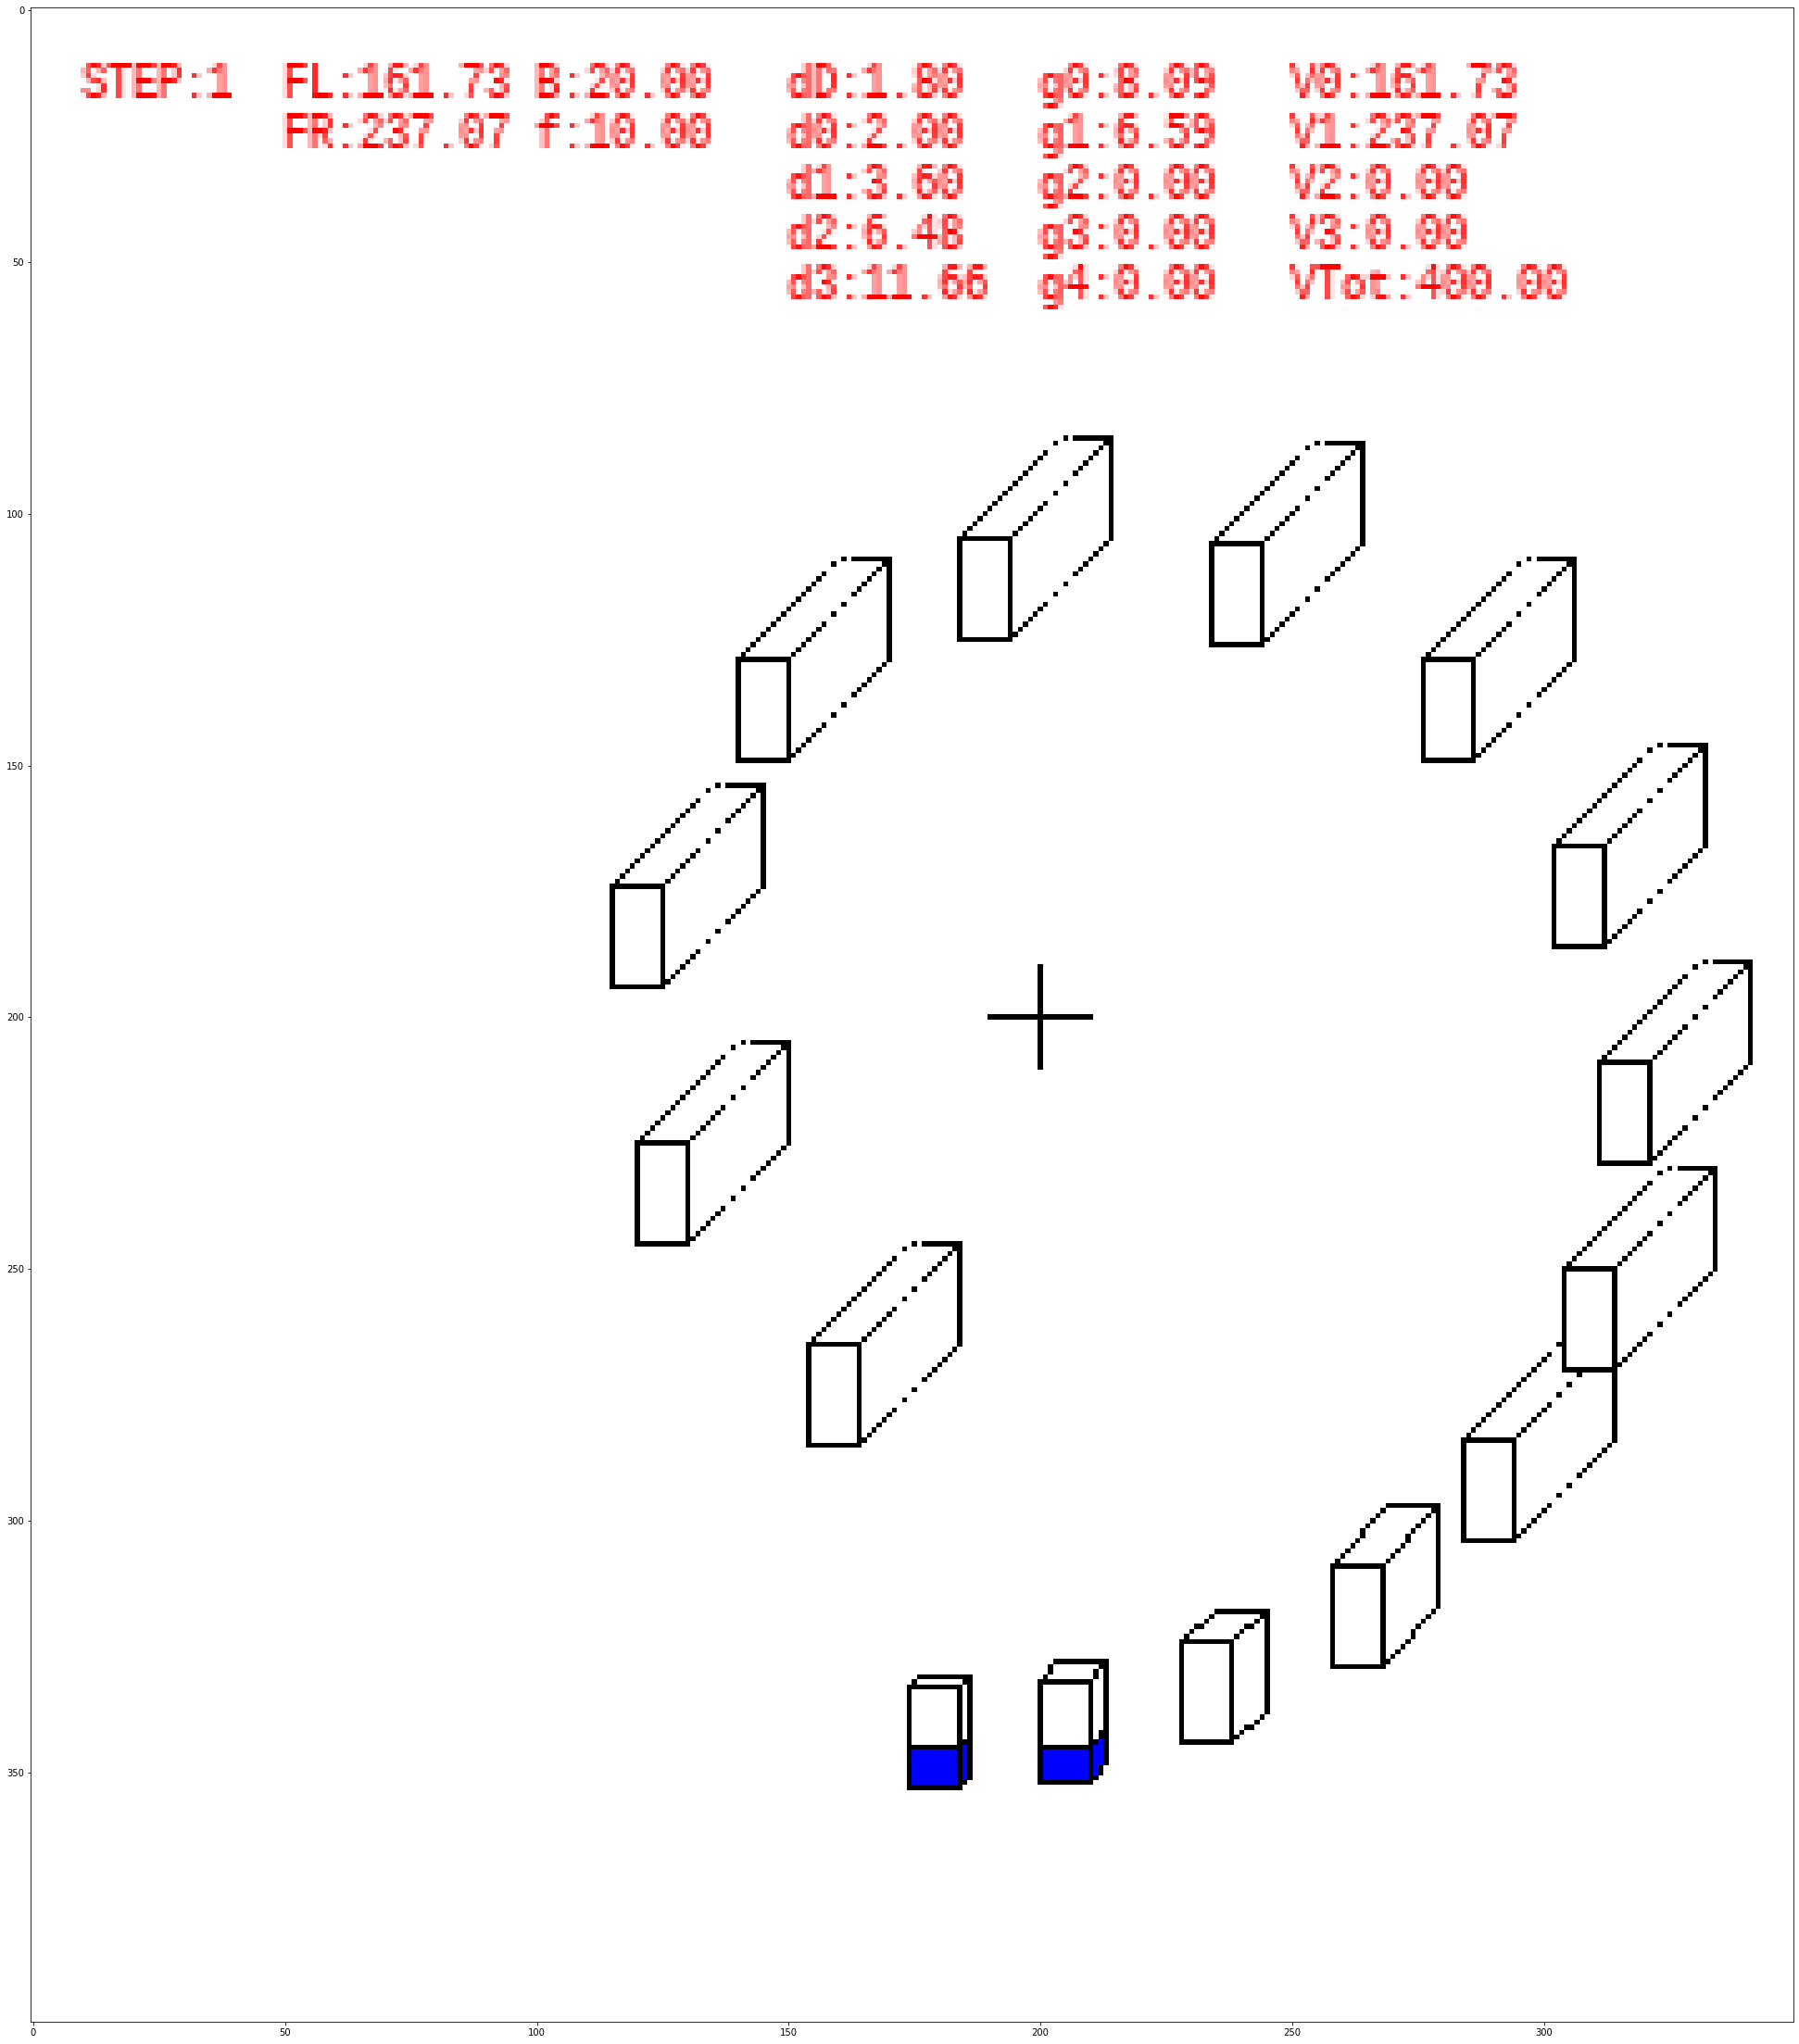 STEP:1 FL:161.73 B:20.00 dD:1.80 g0:8.09 V0:161.73
FR:237.07 f:10.00 d0:2.00 g1:6.59 V1:237.07
d1:3.60 g2:0.00 V2:0.00
d2:6.48 g3:0.00 V3:0.00
d3:11.66 g4:0.00 VTot:400.00
0
50
100
150
200
250
300
350
0 50 100 150 200 250 300